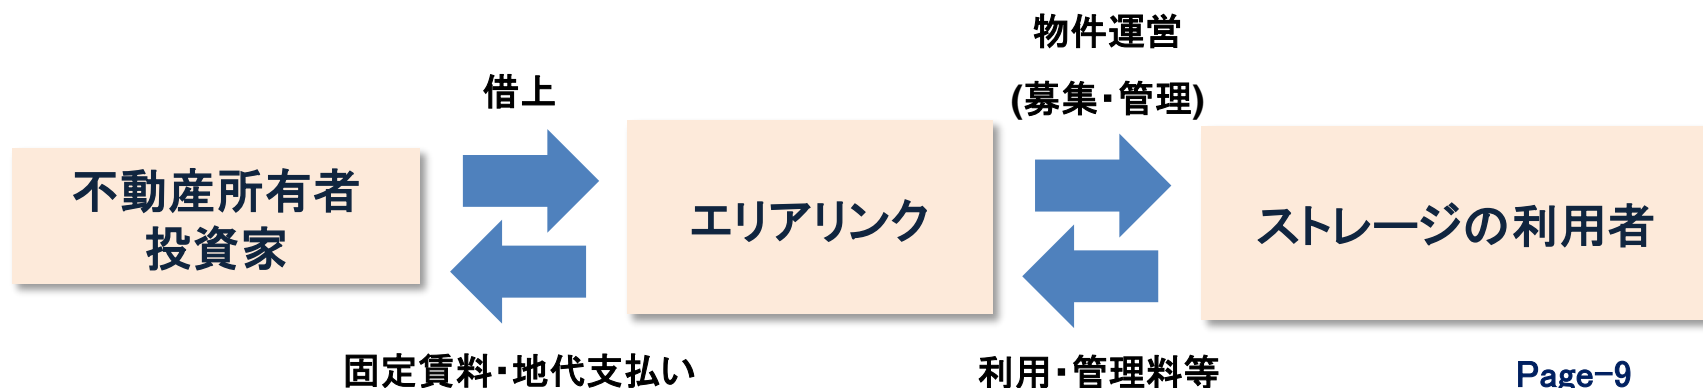 物件運営
(募集・管理)
借上
不動産所有者
投資家
エリアリンク
ストレージの利用者
固定賃料・地代支払い
利用・管理料等
Page-9